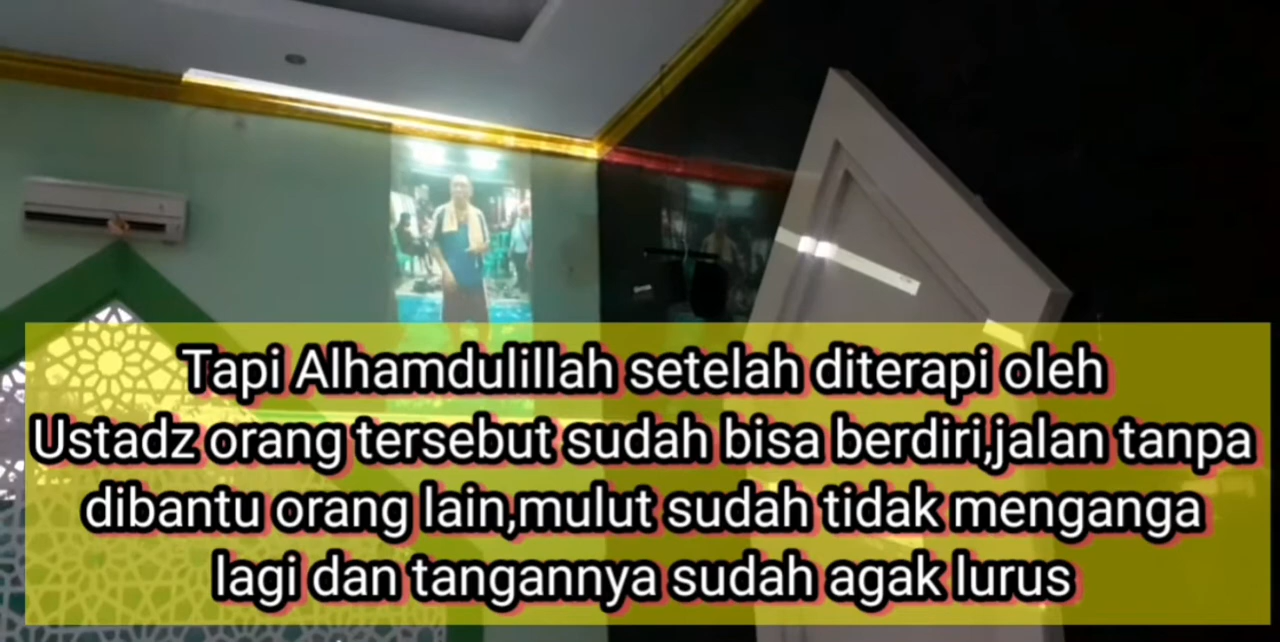 Tapi Alhamdulillah setelah diterapi oleh
Ustadz orang tersebut sudah bisa berdiri,jalan tanpa
dibantu orang lain,mulut sudah tidak menganga
lagi dan tangannya sudah agak lurus